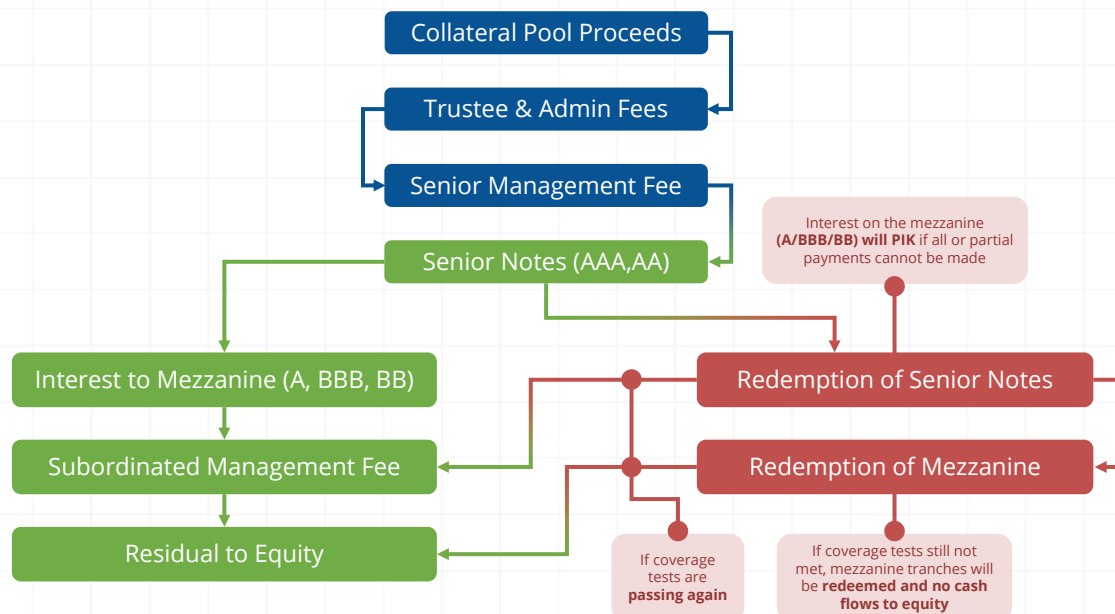 Collateral Pool Proceeds
Trustee & Admin Fees
Senior Management Fee
Interest on the mezzanine
(A/BBB/BB) will PIK if all or partial
payments cannot be made
Senior Notes (AAA,AA)
Interest to Mezzanine (A, BBB, BB)
Redemption of Senior Notes
Subordinated Management Fee
Redemption of Mezzanine
Residual to Equity
If coverage
tests are
passing again
If coverage tests still not
met, mezzanine tranches will
be redeemed and no cash
flows to equity